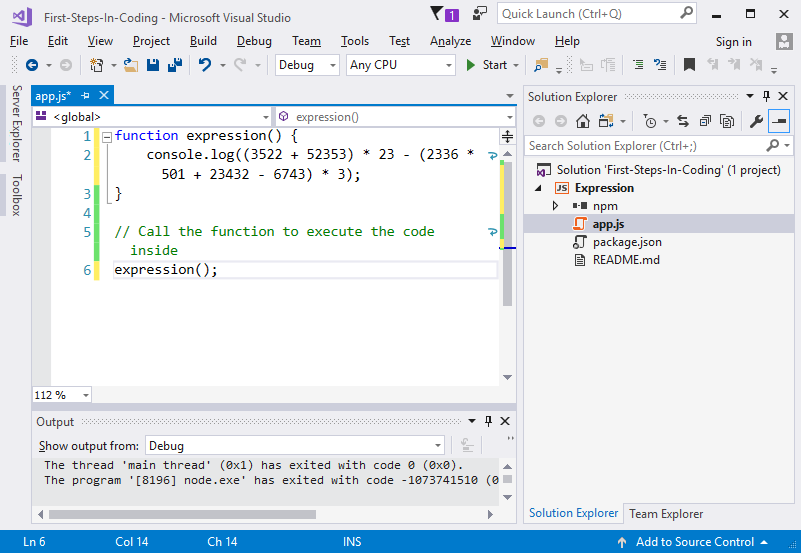 First-Steps-In-Coding - Microsoft Visual Studio
1
Quick Launch (Ctrl+Q)
File Edit View Project Build Debug Team Tools Test Analyze Window Help Sign in
Debug Any CPU Start
Server Explorer
Toolbox
app.js*
<global> expression()
1 function expression() {
2 console.log((3522 + 52353) * 23 - (2336 *
501 + 23432 - 6743) * 3);
3 }
4
5 // Call the function to execute the code
inside
6 expression();
112 %
Output
Show output from: Debug
The thread 'main thread' (0x1) has exited with code 0 (0x0).
The program '[8196] node.exe' has exited with code -1073741510 (0
Solution Explorer
Search Solution Explorer (Ctrl+;)
Solution 'First-Steps-In-Coding' (1 project)
JS Expression
npm
app.js
package.json
README.md
Solution Explorer Team Explorer
Ln 6 Col 14 Ch 14 INS Add to Source Control